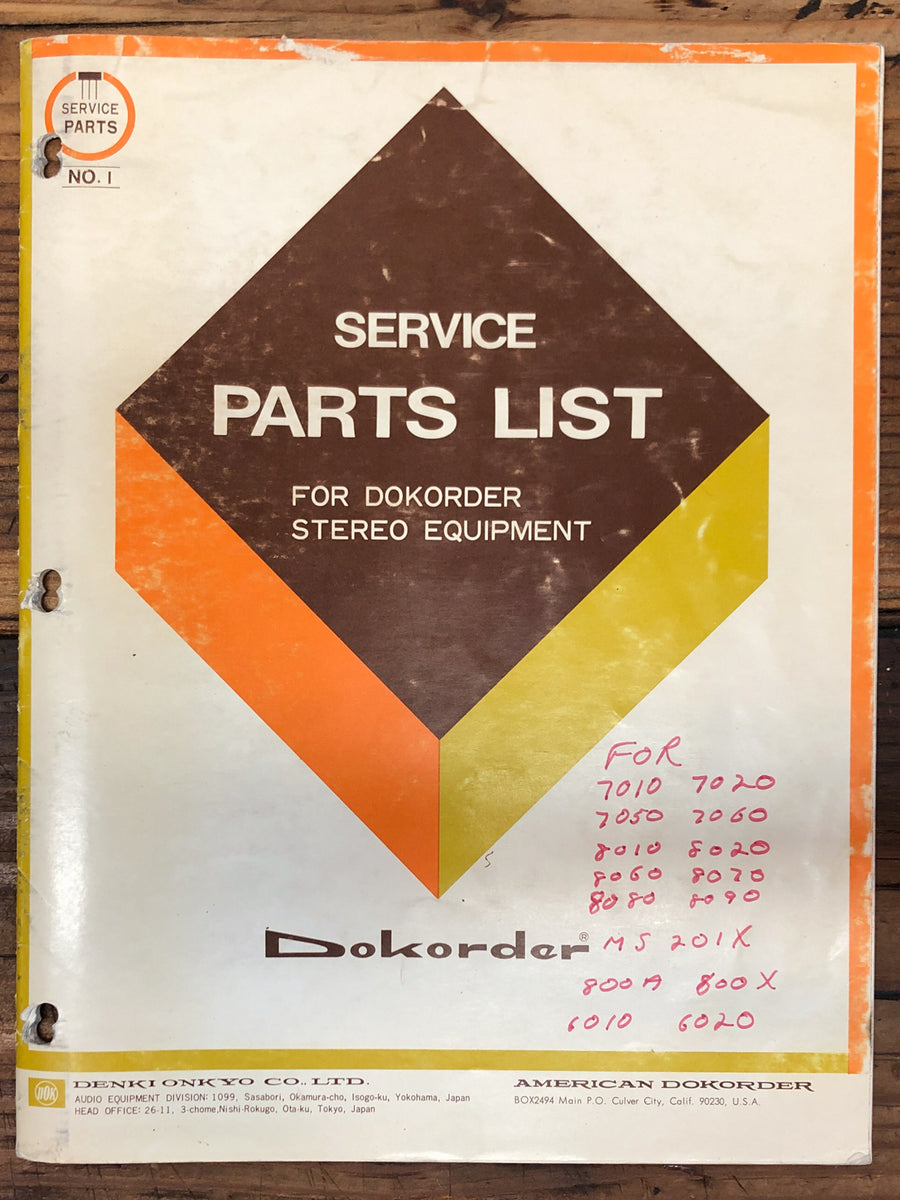 SERVICE
PARTS
NO. 1
SERVICE
PARTS LIST
FOR DOKORDER
STEREO EQUIPMENT
FOR
7010 7020
7050 7060
8010 8020
8060 8070
8080 8090
Dokorder® MS 201X
800A 800X
6010 6020
DOK
DENKI ONKYO CO., LTD.
AUDIO EQUIPMENT DIVISION: 1099, Sasabori, Okamura-cho, Isogo-ku, Yokohama, Japan
HEAD OFFICE: 26-11, 3-chome, Nishi-Rokugo, Ota-ku, Tokyo, Japan
AMERICAN DOKORDER
BOX2494 Main P.O. Culver City, Calif. 90230, U.S.A.